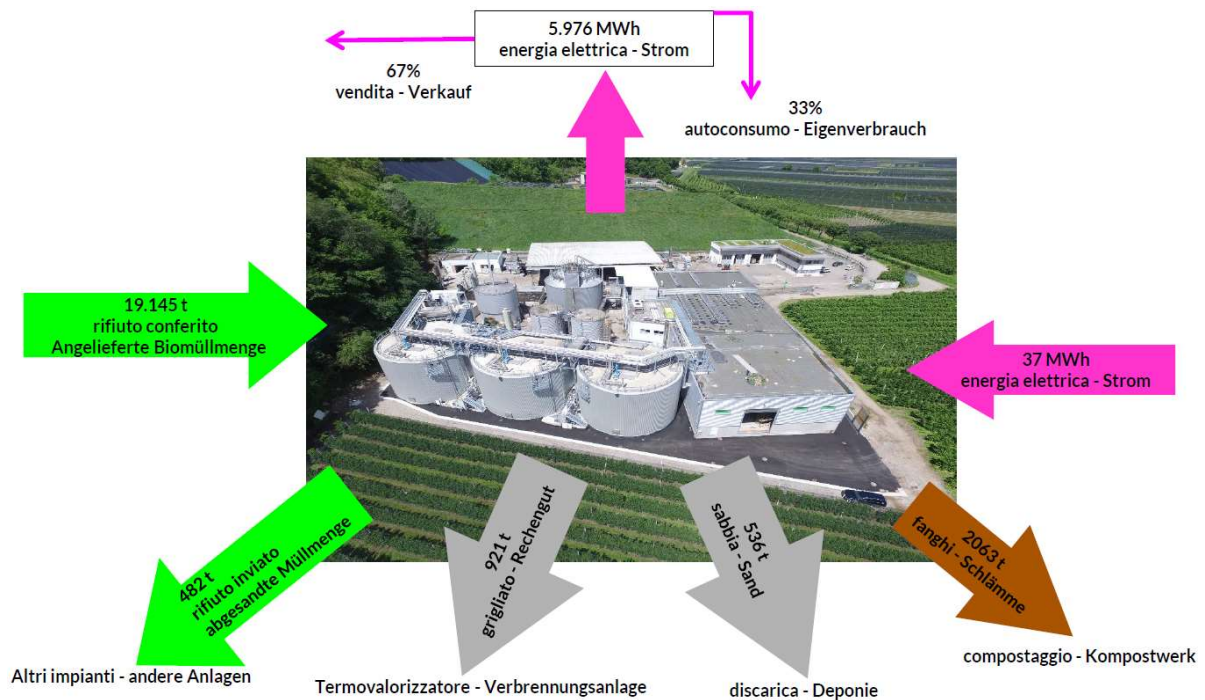 5.976 MWh
energia elettrica - Strom
67%
vendita - Verkauf
33%
autoconsumo - Eigenverbrauch
19.145 t
rifiuto conferito
Angelieferte Biomüllmenge
37 MWh
energia elettrica - Strom
482 t
rifiuto inviato
abgesandte Müllmenge
921 t
grigliato - Rechengut
536 t
sabbia - Sand
2063 t
fanghi - Schlämme
Altri impianti - andere Anlagen
Termovalorizzatore - Verbrennungsanlage
discarica - Deponie
compostaggio - Kompostwerk